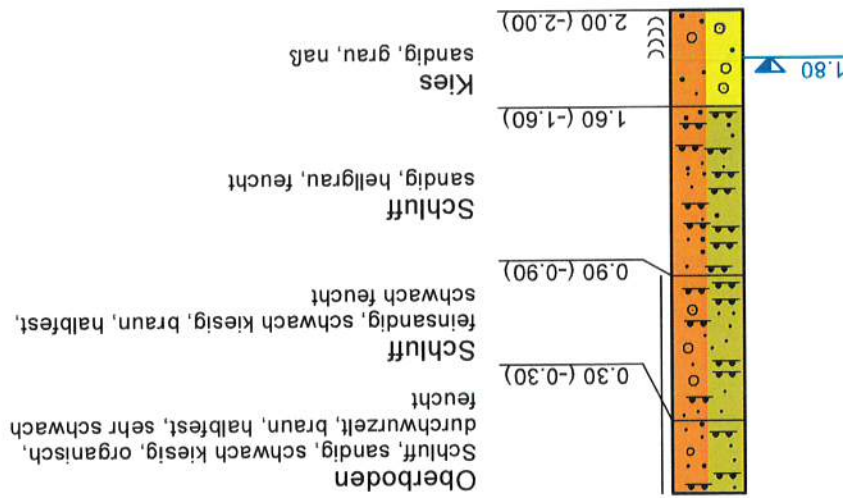 Oberboden
Schluff, sandig, schwach kiesig, organisch,
durchwurzelt, braun, halbfest, sehr schwach
feucht
0.30 (-0.30)
Schluff
feinsandig, schwach kiesig, braun, halbfest,
schwach feucht
0.90 (-0.90)
Schluff
sandig, hellgrau, feucht
1.60 (-1.60)
Kies
sandig, grau, naß
1.80
2.00 (-2.00)